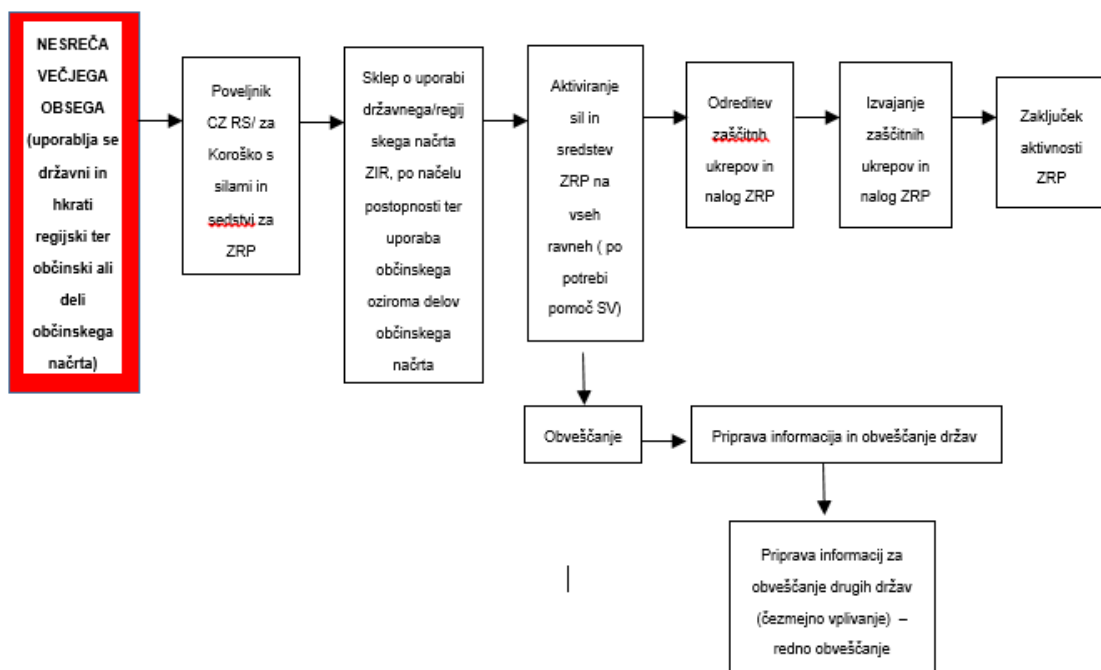 NESREČA
VEČJEGA
OBSEGA
(uporablja se
državni in
hkrati
regijski ter
občinski ali
deli
občinskega
načrta)
Poveljnik
CZ RS/ za
Koroško s
silami in
sedstvi za
ZRP
Sklep o uporabi
državnega/regij
skega načrta
ZIR, po načelu
postopnosti ter
uporaba
občinskega
oziroma delov
občinskega
načrta
Aktiviranje
sil in
sredstev
ZRP na
vseh
ravneh ( po
potrebi
pomoč SV)
Odreditev
zaščitnh
ukrepov in
nalog ZRP
Izvajanje
zaščitnih
ukrepov in
nalog ZRP
Zaključek
aktivnosti
ZRP
Obveščanje
Priprava informacija in obveščanje držav
Priprava informacij za
obveščanje drugih držav
(čezmejno vplivanje) –
redno obveščanje